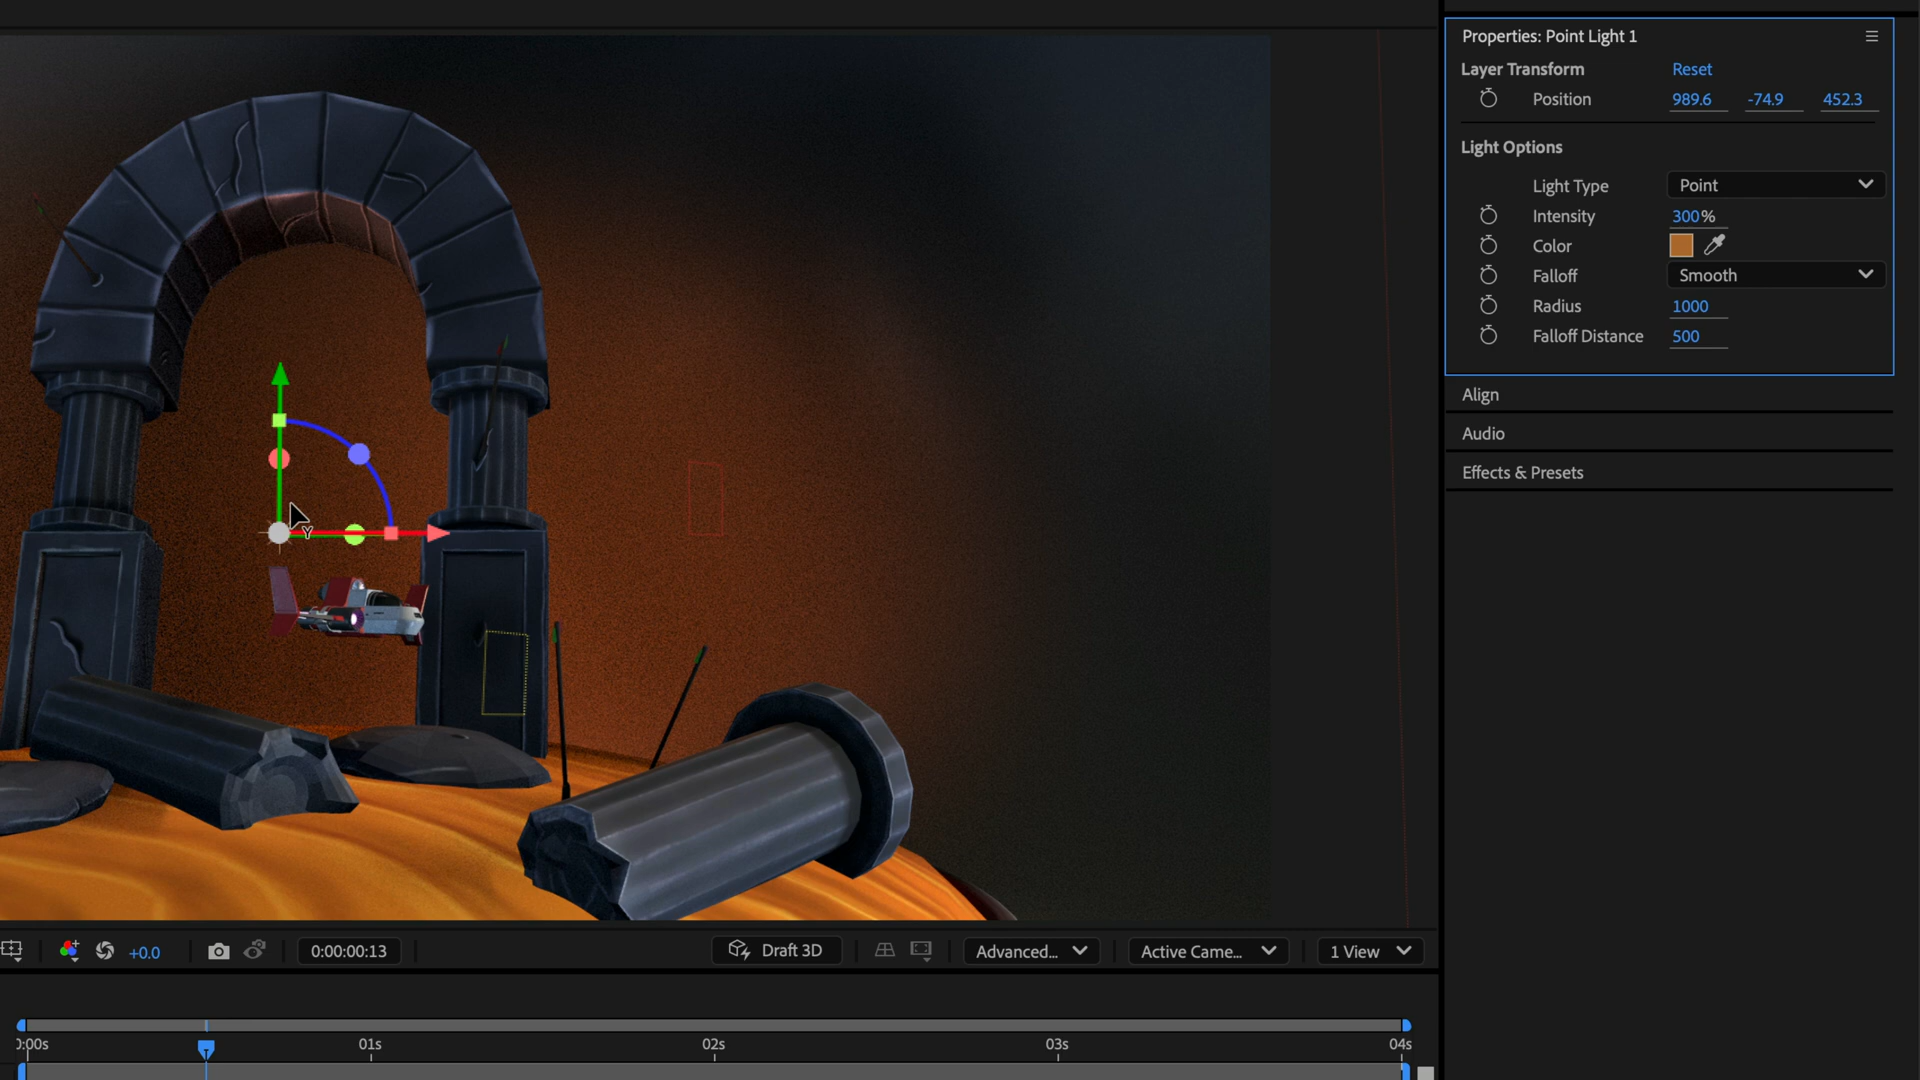 Properties: Point Light 1
Layer Transform Reset
Position 989.6 -74.9 452.3
Light Options
Light Type Point
Intensity 300%
Color
Falloff Smooth
Radius 1000
Falloff Distance 500
Align
Audio
Effects & Presets
Y
+0.0 0:00:00:13 Draft 3D Advanced... Active Came... 1 View
0:00s 01s 02s 03s 04s